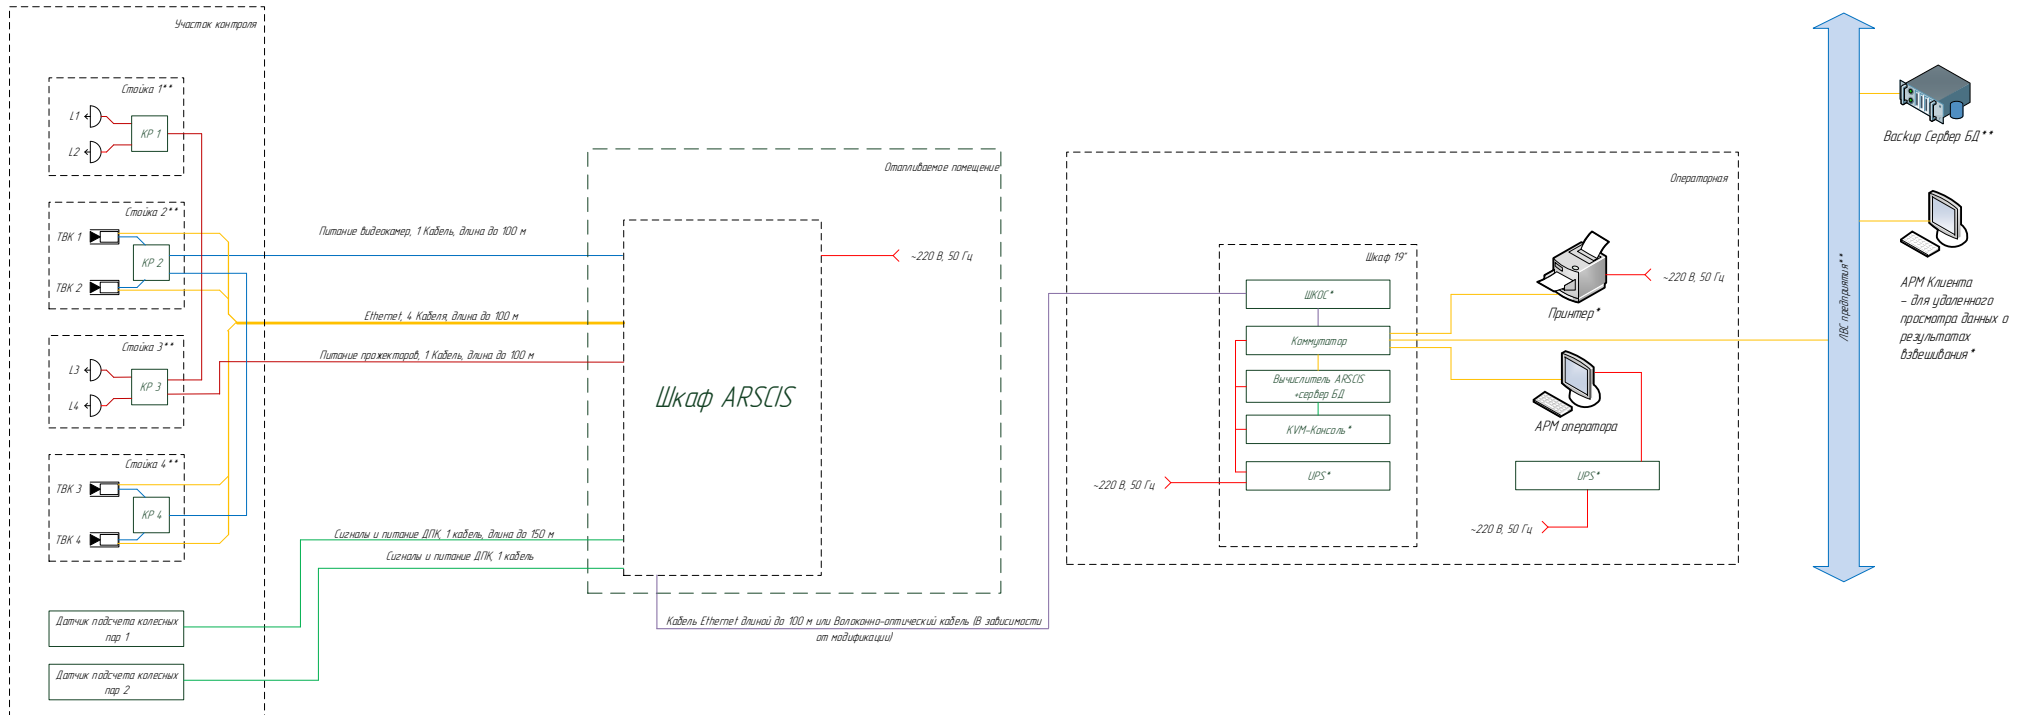 Участок контроля
Стойка 1**
L1
КР 1
L2
Стойка 2**
ТВК 1
КР 2
ТВК 2
Стойка 3**
L3
КР 3
L4
Стойка 4**
ТВК 3
КР 4
ТВК 4
Датчик подсчета колесных
пар 1
Датчик подсчета колесных
пар 2
Питание видеокамер, 1 Кабель, длина до 100 м
Ethernet, 4 Кабеля, длина до 100 м
Питание прожекторов, 1 Кабель, длина до 100 м
Сигналы и питание ДПК, 1 кабель, длина до 150 м
Сигналы и питание ДПК, 1 кабель
Отапливаемое помещение
Шкаф ARSCIS
~220 В, 50 Гц
Кабель Ethernet длиной до 100 м или Волоконно-оптический кабель (В зависимости
от модификации)
Операторная
Шкаф 19"
ШКОС*
Коммутатор
Вычислитель ARSCIS
+сервер БД
KVM-Консоль*
UPS*
~220 В, 50 Гц
Принтер*
~220 В, 50 Гц
АРМ оператора
UPS*
~220 В, 50 Гц
ЛВС предприятия**
Backup Сервер БД**
АРМ Клиента
- для удаленного
просмотра данных о
результатах
взвешивания*